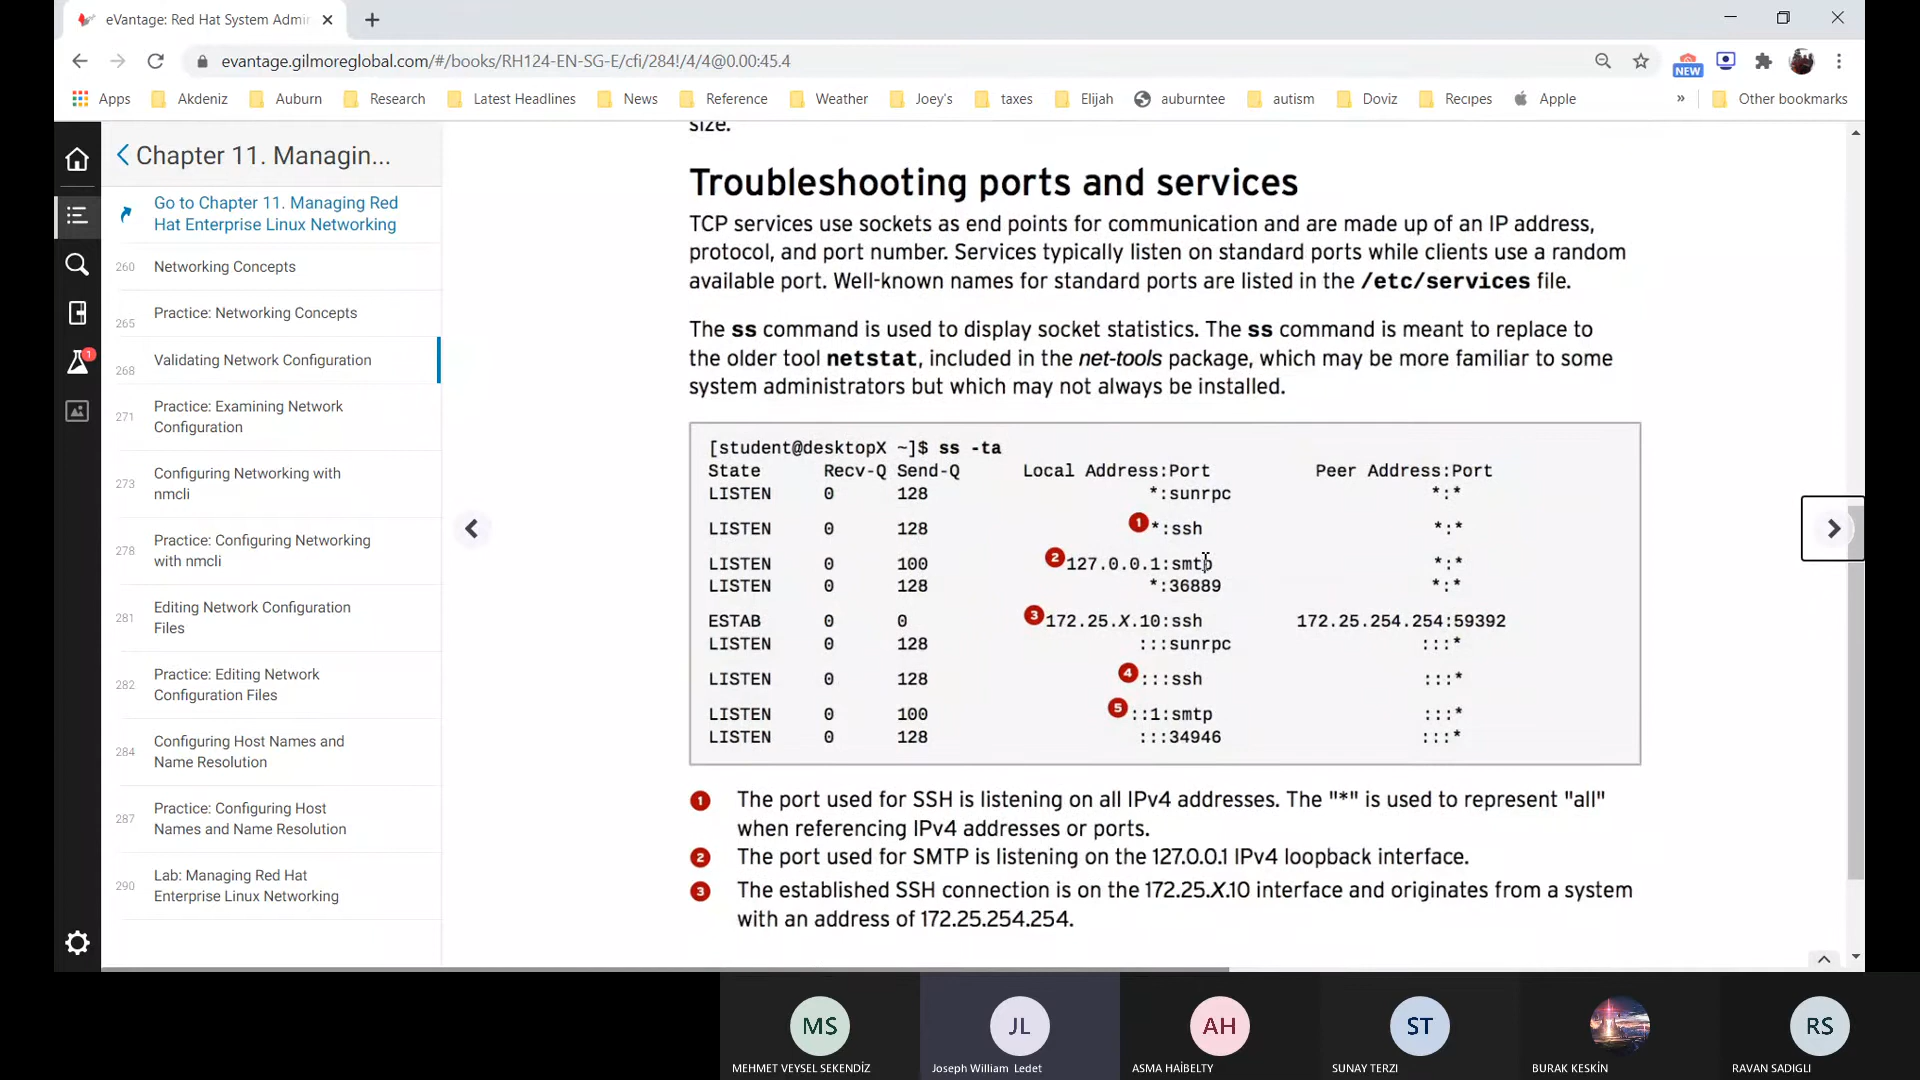 eVantage: Red Hat System Admi
evantage.gilmoreglobal.com/#/books/RH124-EN-SG-E/cfi/284!/4/4@0.00:45.4
NEW
Apps Akdeniz Auburn Research Latest Headlines News Reference Weather Joey's taxes Elijah auburntee autism Doviz Recipes Apple » Other bookmarks
Chapter 11. Managin...
Go to Chapter 11. Managing Red
Hat Enterprise Linux Networking
260 Networking Concepts
265 Practice: Networking Concepts
268 Validating Network Configuration
271 Practice: Examining Network
Configuration
273 Configuring Networking with
nmcli
278 Practice: Configuring Networking
with nmcli
281 Editing Network Configuration
Files
282 Practice: Editing Network
Configuration Files
284 Configuring Host Names and
Name Resolution
287 Practice: Configuring Host
Names and Name Resolution
290 Lab: Managing Red Hat
Enterprise Linux Networking
1
size.
Troubleshooting ports and services
TCP services use sockets as end points for communication and are made up of an IP address,
protocol, and port number. Services typically listen on standard ports while clients use a random
available port. Well-known names for standard ports are listed in the /etc/services file.
The ss command is used to display socket statistics. The ss command is meant to replace to
the older tool netstat, included in the net-tools package, which may be more familiar to some
system administrators but which may not always be installed.
[student@desktopX ~]$ ss -ta
State Recv-Q Send-Q Local Address:Port Peer Address:Port
LISTEN 0 128 *:sunrpc *:*
LISTEN 0 128 1 *:ssh *:*
LISTEN 0 100 2 127.0.0.1:smtp *:*
LISTEN 0 128 *:36889 *:*
ESTAB 0 0 3 172.25.X.10:ssh 172.25.254.254:59392
LISTEN 0 128 :::sunrpc :::*
LISTEN 0 128 4 :::ssh :::*
LISTEN 0 100 5 ::1:smtp :::*
LISTEN 0 128 :::34946 :::*
1 The port used for SSH is listening on all IPv4 addresses. The "*" is used to represent "all"
when referencing IPv4 addresses or ports.
2 The port used for SMTP is listening on the 127.0.0.1 IPv4 loopback interface.
3 The established SSH connection is on the 172.25.X.10 interface and originates from a system
with an address of 172.25.254.254.
MS JL AH ST RS
MEHMET VEYSEL SEKENDİZ Joseph William Ledet ASMA HAİBELTY SUNAY TERZI BURAK KESKİN RAVAN SADIGLI